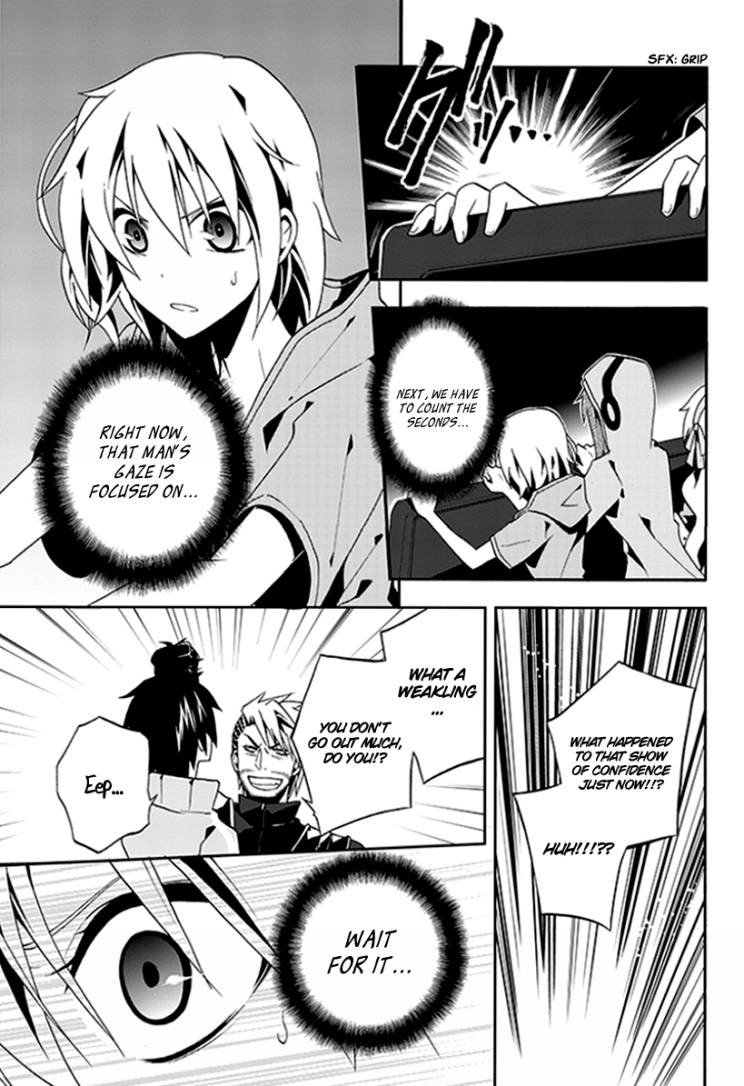 SFX: GRIP
ダッ...
NEXT, WE HAVE
TO COUNT THE
SECONDS...
RIGHT NOW,
THAT MAN'S
GAZE IS
FOCUSED ON...
WHAT HAPPENED
TO THAT SHOW
OF CONFIDENCE
JUST NOW!!?
HUH!!!??
WHAT A
WEAKLING
...
YOU DON'T
GO OUT MUCH,
DO YOU!?
Eep...
WAIT
FOR IT...